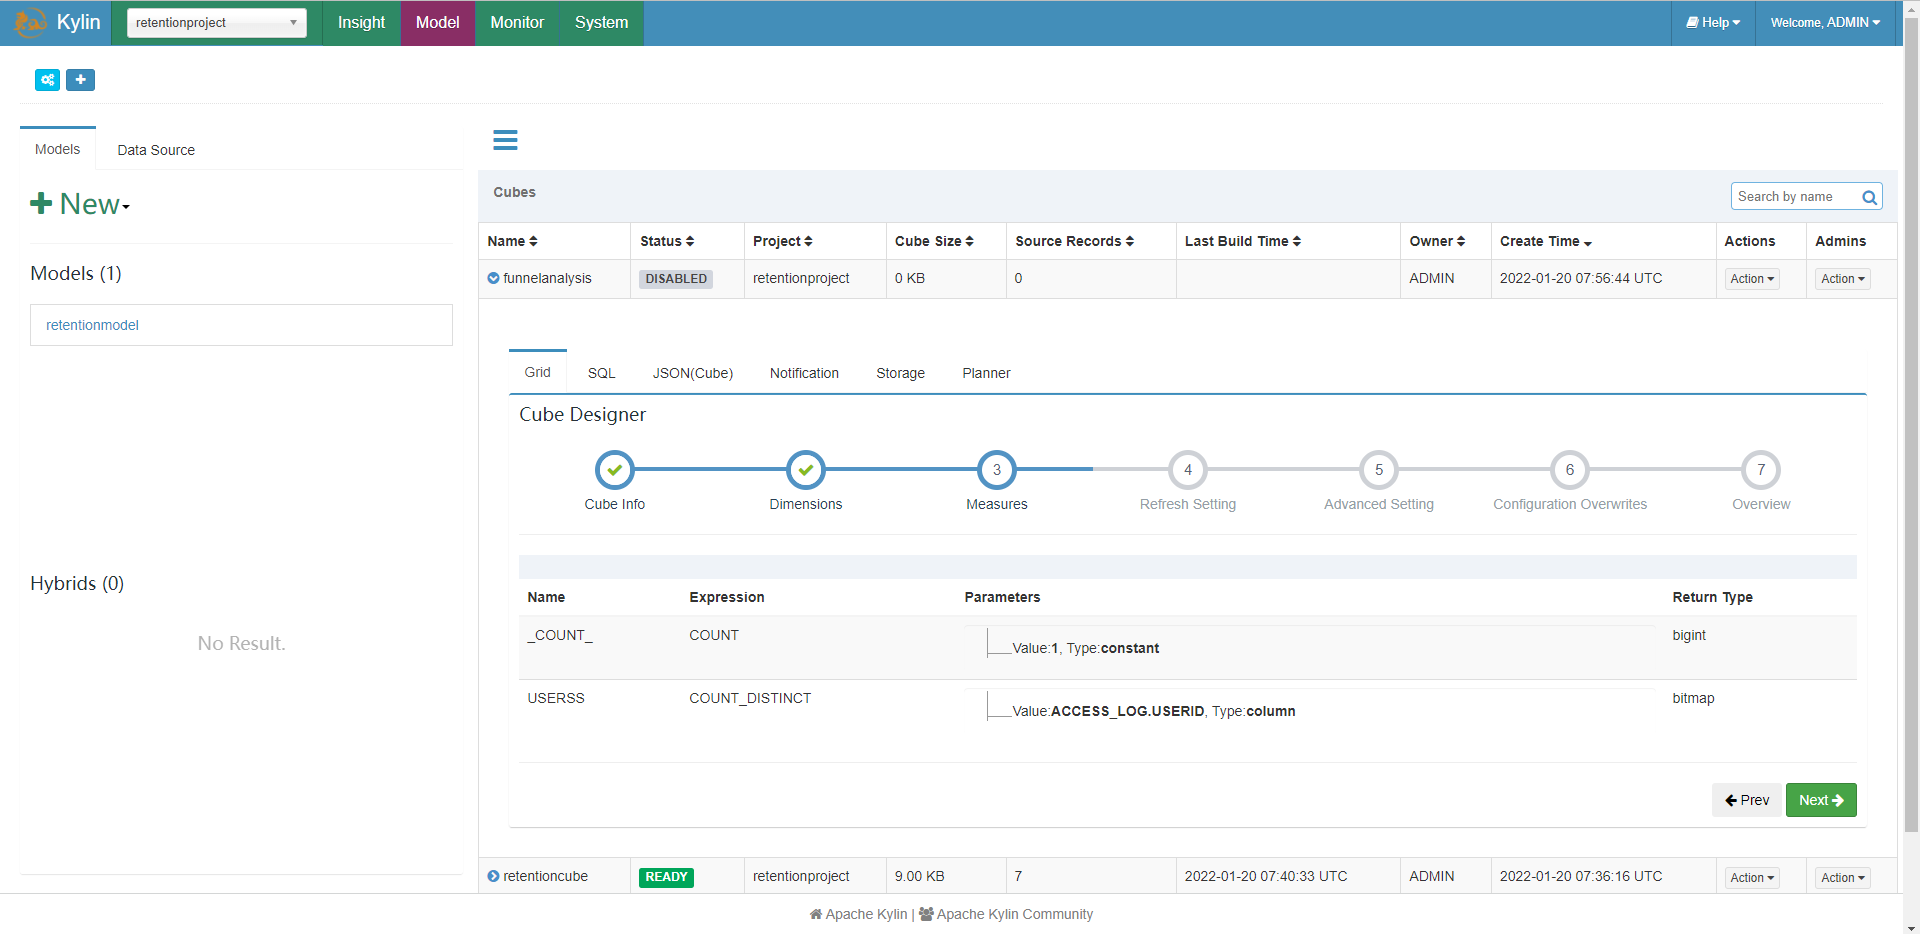 Kylin retentionproject Insight Model Monitor System Help Welcome, ADMIN
Models Data Source
New
Models (1)
retentionmodel
Hybrids (0)
No Result.
Cubes Search by name
Name Status Project Cube Size Source Records Last Build Time Owner Create Time Actions Admins
funnelanalysis DISABLED retentionproject 0 KB 0 ADMIN 2022-01-20 07:56:44 UTC Action Action
Grid SQL JSON(Cube) Notification Storage Planner
Cube Designer
3 4 5 6 7
Cube Info Dimensions Measures Refresh Setting Advanced Setting Configuration Overwrites Overview
Name Expression Parameters Return Type
_COUNT_ COUNT Value:1, Type:constant bigint
USERSS COUNT_DISTINCT Value:ACCESS_LOG.USERID, Type:column bitmap
Prev Next
retentioncube READY retentionproject 9.00 KB 7 2022-01-20 07:40:33 UTC ADMIN 2022-01-20 07:36:16 UTC Action Action
Apache Kylin | Apache Kylin Community